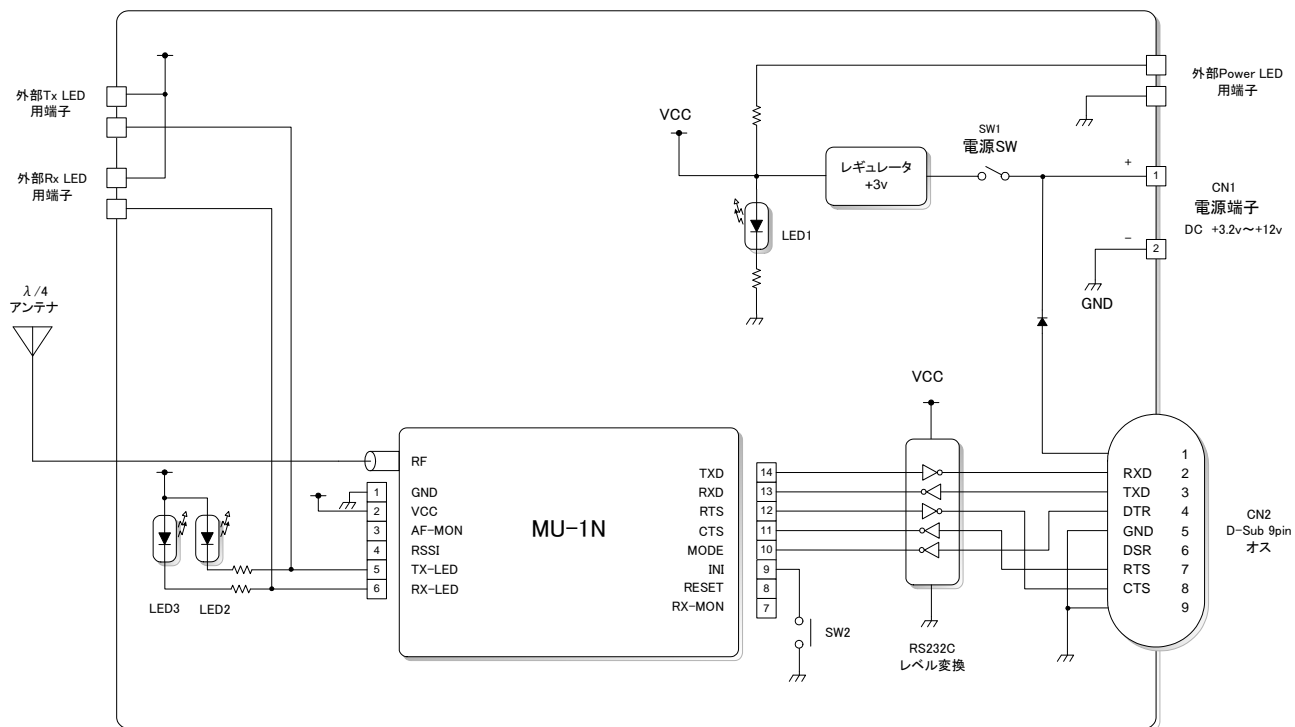 外部Tx LED
用端子
外部Rx LED
用端子
λ/4
アンテナ
VCC
レギュレータ
+3v
SW1
電源SW
LED1
外部Power LED
用端子
+
1
CN1
電源端子
DC +3.2v～+12v
−
2
GND
LED3
LED2
RF
1
GND
2
VCC
3
AF-MON
4
RSSI
5
TX-LED
6
RX-LED
MU-1N
TXD
14
RXD
13
RTS
12
CTS
11
MODE
10
INI
9
RESET
8
RX-MON
7
SW2
VCC
RS232C
レベル変換
1
RXD 2
TXD 3
DTR 4
GND 5
DSR 6
RTS 7
CTS 8
9
CN2
D-Sub 9pin
オス